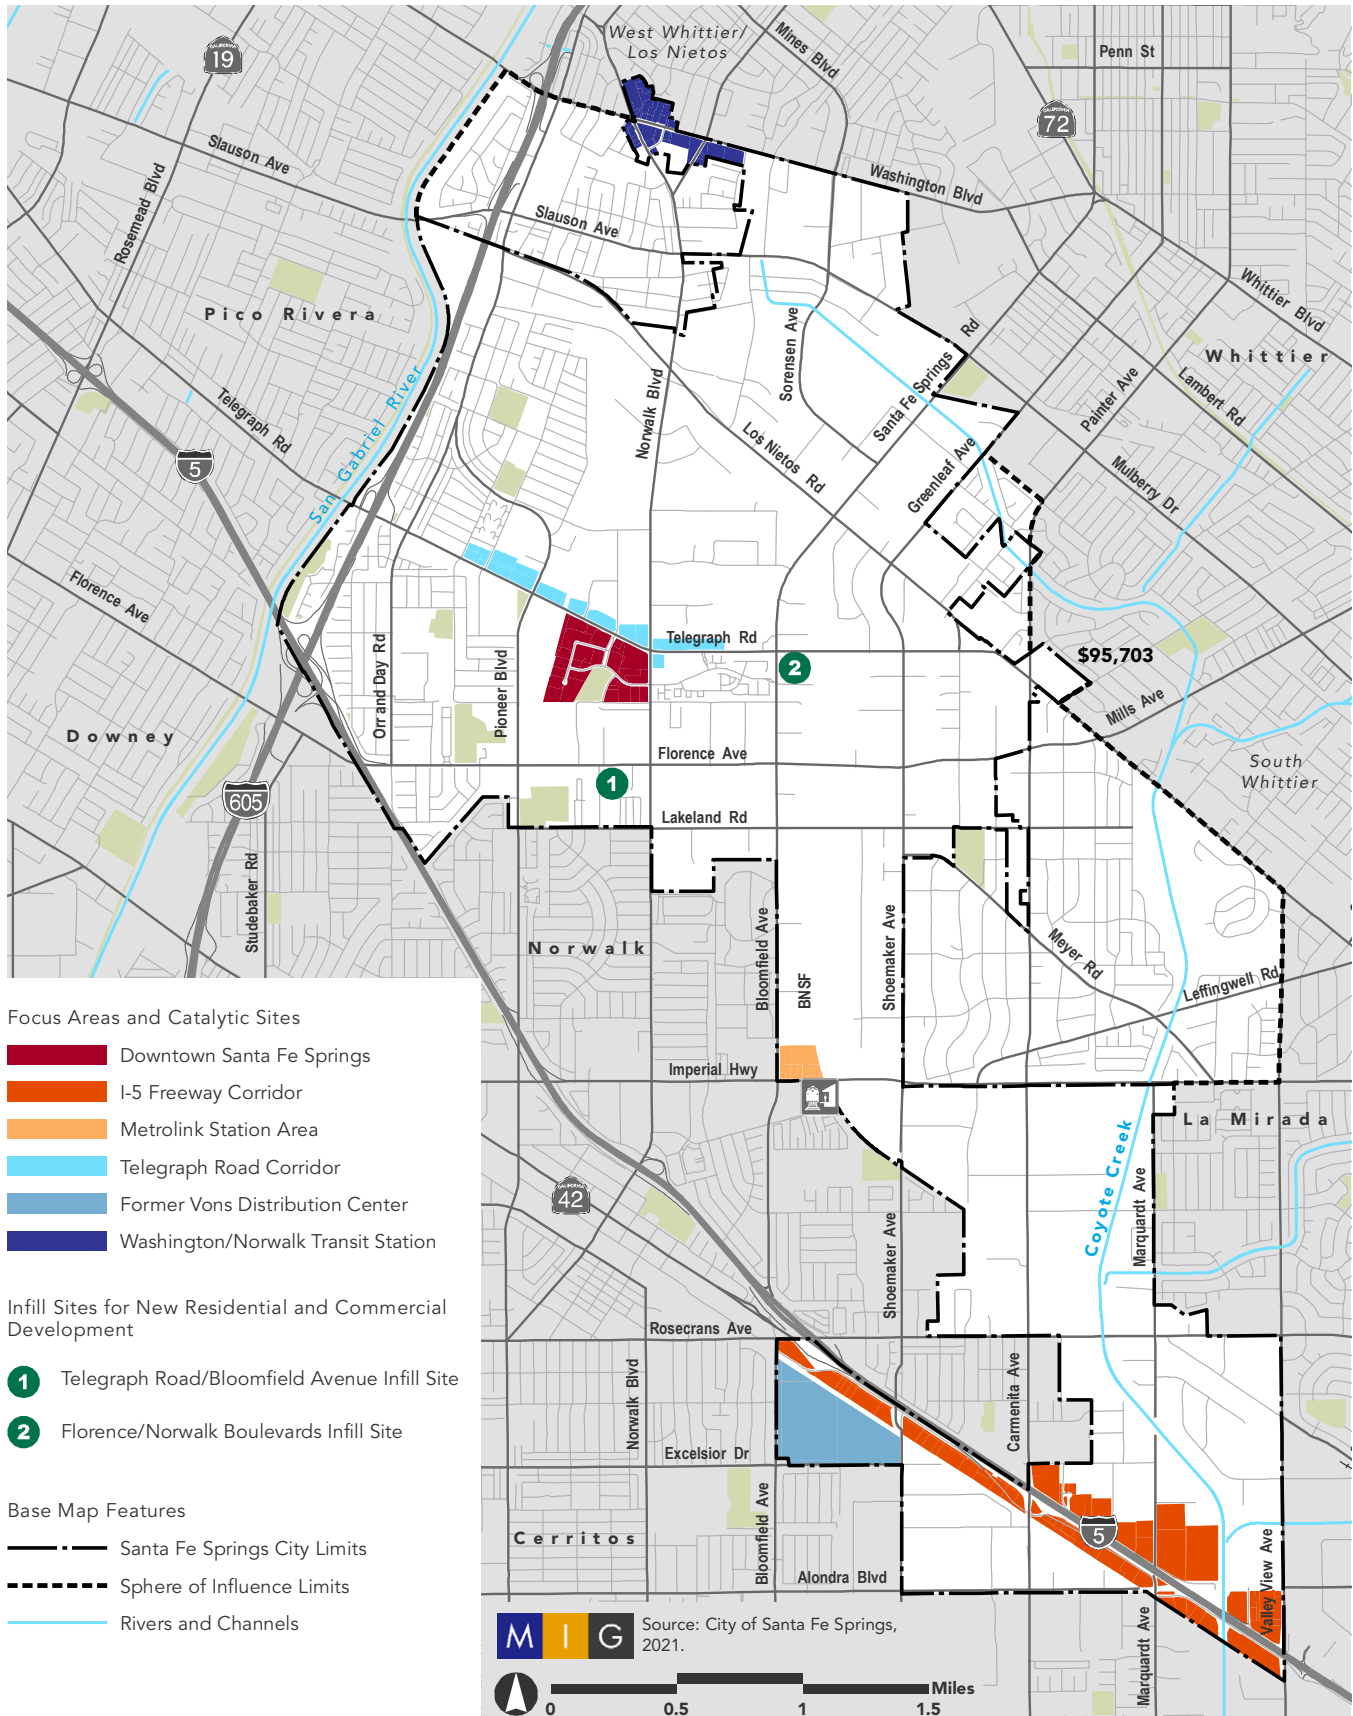 West Whittier/
Los Nietos
Mines Blvd
Penn St
CALIFORNIA
19
CALIFORNIA
72
Slauson Ave
Rosemead Blvd
Washington Blvd
Slauson Ave
Whittier Blvd
Pico Rivera
Whittier
Sorensen Ave
Santa Fe Springs Rd
Painter Ave
Lambert Rd
Telegraph Rd
Norwalk Blvd
Los Nietos Rd
Greenleaf Ave
Mulberry Dr
5
San Gabriel River
Florence Ave
Telegraph Rd
2
$95,703
Orr and Day Rd
Pioneer Blvd
Mills Ave
Downey
Florence Ave
South
Whittier
1
605
Lakeland Rd
Studebaker Rd
Norwalk
Bloomfield Ave
BNSF
Shoemaker Ave
Meyer Rd
Leffingwell Rd
Imperial Hwy
La Mirada
Coyote Creek
Marquardt Ave
CALIFORNIA
42
Shoemaker Ave
Rosecrans Ave
Norwalk Blvd
Carmenita Ave
Excelsior Dr
Bloomfield Ave
Cerritos
5
Valley View Ave
Alondra Blvd
Marquardt Ave
Focus Areas and Catalytic Sites
Downtown Santa Fe Springs
I-5 Freeway Corridor
Metrolink Station Area
Telegraph Road Corridor
Former Vons Distribution Center
Washington/Norwalk Transit Station
Infill Sites for New Residential and Commercial
Development
1 Telegraph Road/Bloomfield Avenue Infill Site
2 Florence/Norwalk Boulevards Infill Site
Base Map Features
Santa Fe Springs City Limits
Sphere of Influence Limits
Rivers and Channels
M I G
Source: City of Santa Fe Springs,
2021.
Miles
0 0.5 1 1.5